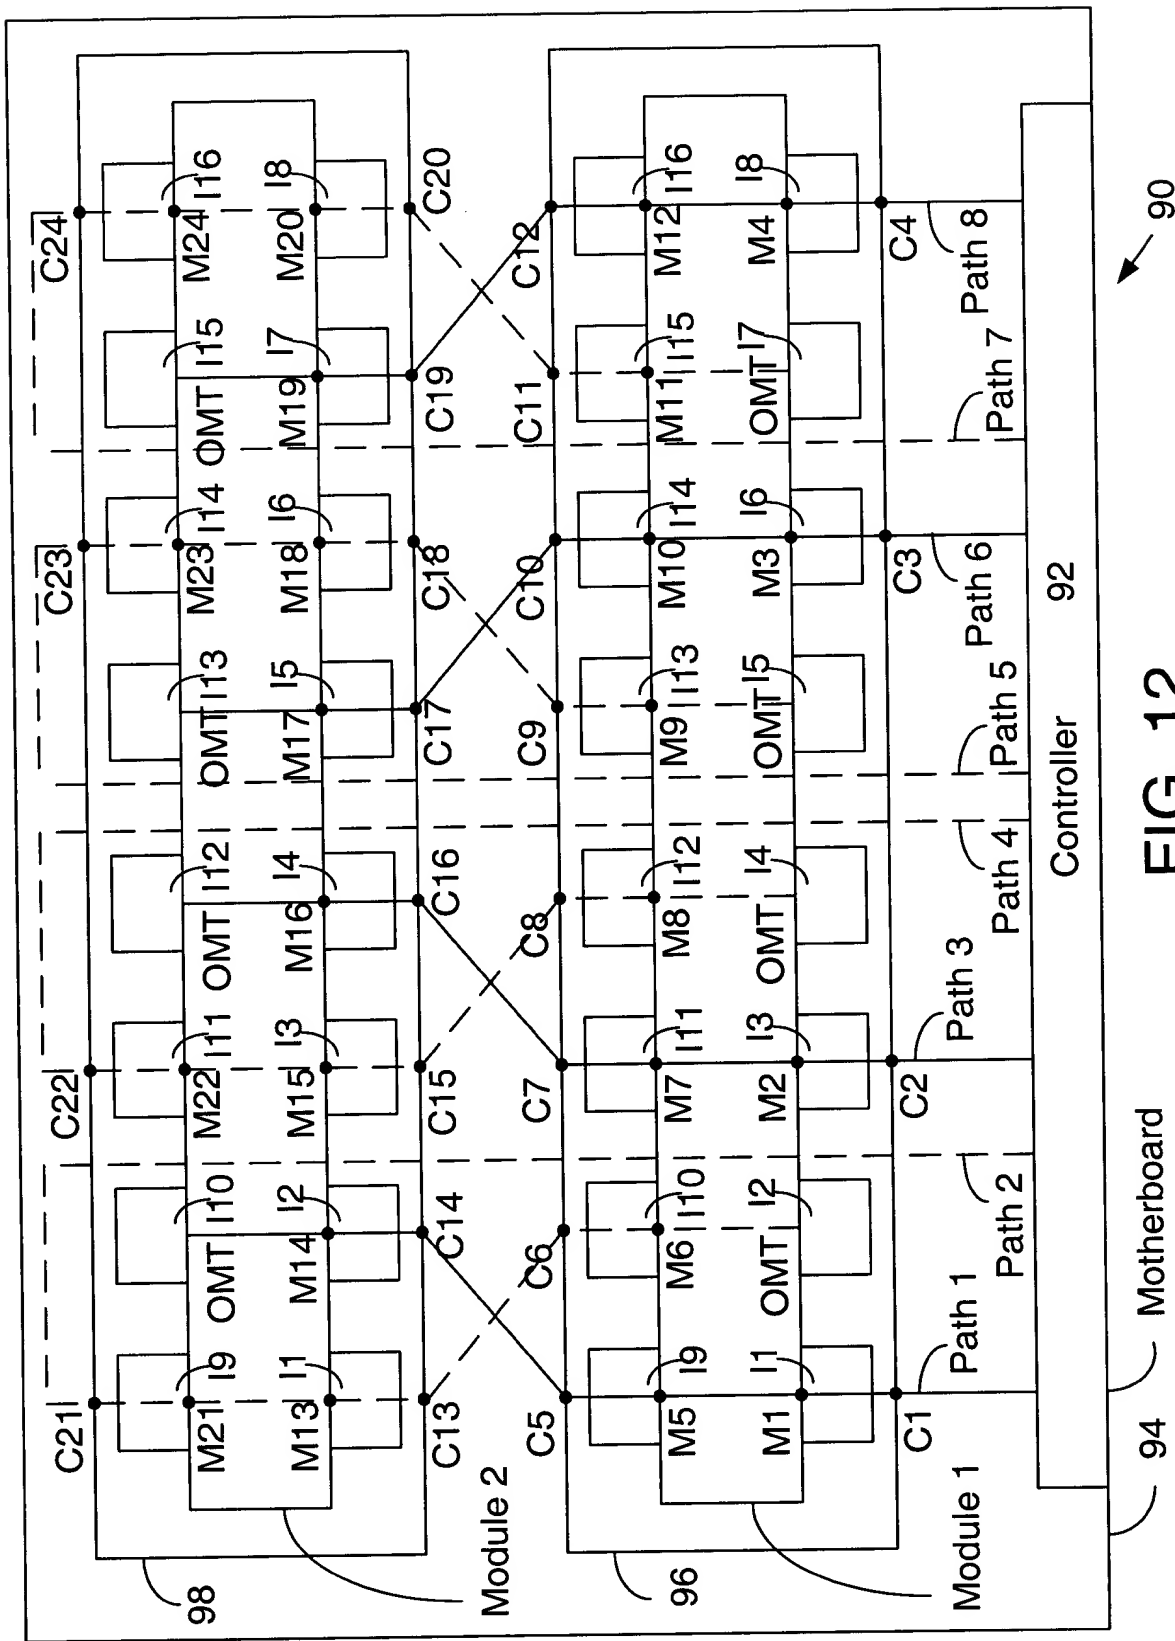 C21
C22
C23
C24
M21
I9
OMT
I10
M22
I11
OMT
I12
OMT
I13
M23
I14
OMT
I15
M24
I16
M13
I1
M14
I2
M15
I3
M16
I4
M17
I5
M18
I6
M19
I7
M20
I8
C13
C14
C15
C16
C17
C18
C19
C20
98
Module 2
C5
C6
C7
C8
C9
C10
C11
C12
M5
I9
M6
I10
M7
I11
M8
I12
M9
I13
M10
I14
M11
I15
M12
I16
M1
I1
OMT
I2
M2
I3
OMT
I4
OMT
I5
M3
I6
OMT
I7
M4
I8
96
Module 1
C1
C2
C3
C4
Path 1
Path 2
Path 3
Path 4
Path 5
Path 6
Path 7
Path 8
Controller
92
94
Motherboard
90
FIG. 12